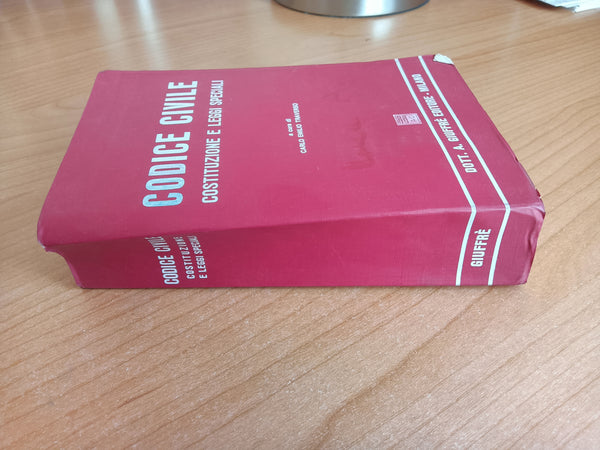 CODICE CIVILE
COSTITUZIONE E LEGGI SPECIALI
a cura di
CARLO EMILIO TRAVERSO
DOTT. A. GIUFFRÈ EDITORE - MILANO
CODICE CIVILE
COSTITUZIONE
E LEGGI SPECIALI
GIUFFRÈ